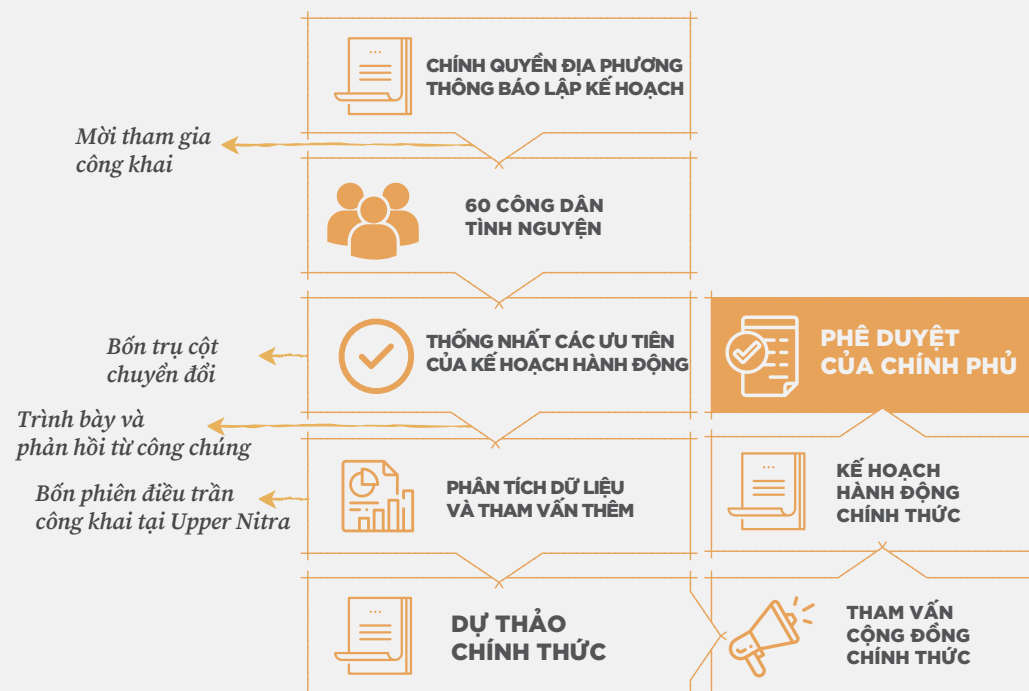 CHÍNH QUYỀN ĐỊA PHƯƠNG
THÔNG BÁO LẬP KẾ HOẠCH
Mời tham gia
công khai
60 CÔNG DÂN
TÌNH NGUYỆN
Bốn trụ cột
chuyển đổi
THỐNG NHẤT CÁC ƯU TIÊN
CỦA KẾ HOẠCH HÀNH ĐỘNG
Trình bày và
phản hồi từ công chúng
Bốn phiên điều trần
công khai tại Upper Nitra
PHÂN TÍCH DỮ LIỆU
VÀ THAM VẤN THÊM
DỰ THẢO
CHÍNH THỨC
THAM VẤN
CỘNG ĐỒNG
CHÍNH THỨC
KẾ HOẠCH
HÀNH ĐỘNG
CHÍNH THỨC
PHÊ DUYỆT
CỦA CHÍNH PHỦ